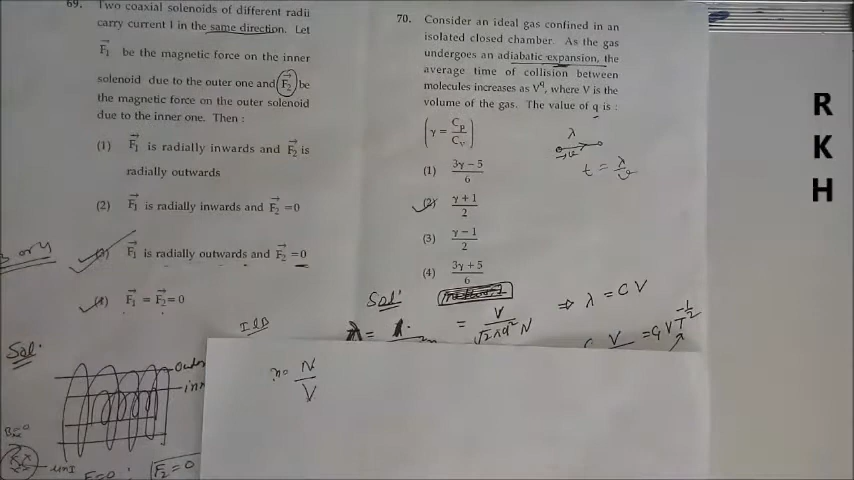 69. Two coaxial solenoids of different radii
carry current I in the same direction. Let
F₁ be the magnetic force on the inner
solenoid due to the outer one and F₂ be
the magnetic force on the outer solenoid
due to the inner one. Then :
(1) F₁ is radially inwards and F₂ is
radially outwards
(2) F₁ is radially inwards and F₂ =0
(3) F₁ is radially outwards and F₂ =0
(4) F₁ = F₂ =0
3 or 4
I l B
Sol.
outer
F₂ = 0
70. Consider an ideal gas confined in an
isolated closed chamber. As the gas
undergoes an adiabatic expansion, the
average time of collision between
molecules increases as V^q, where V is the
volume of the gas. The value of q is :
(γ = Cp/Cv)
(1) 3γ−5/6
(2) γ+1/2
(3) γ−1/2
(4) 3γ+5/6
λ
t = λ/v
Sol.
= V/√2πd²N
⇒ λ = C V
n = N/V
R
K
H